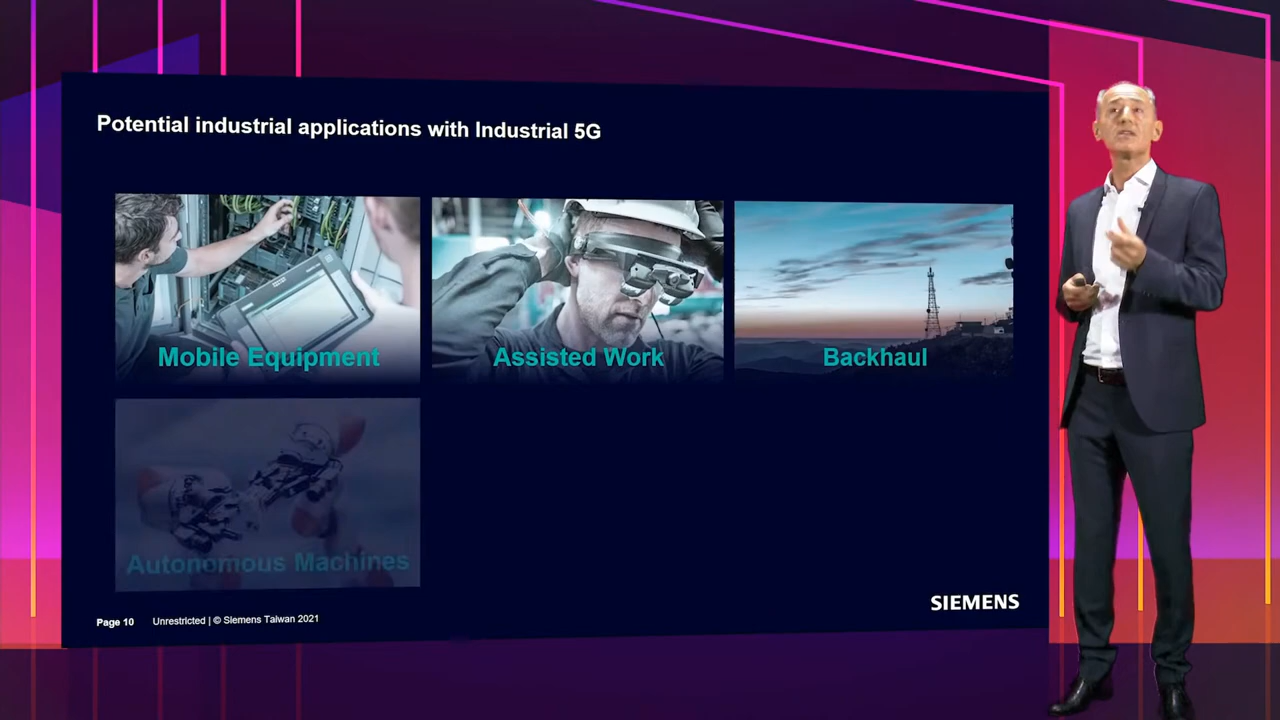 Potential industrial applications with Industrial 5G
Mobile Equipment
Assisted Work
Backhaul
Autonomous Machines
SIEMENS
Page 10 Unrestricted | © Siemens Taiwan 2021